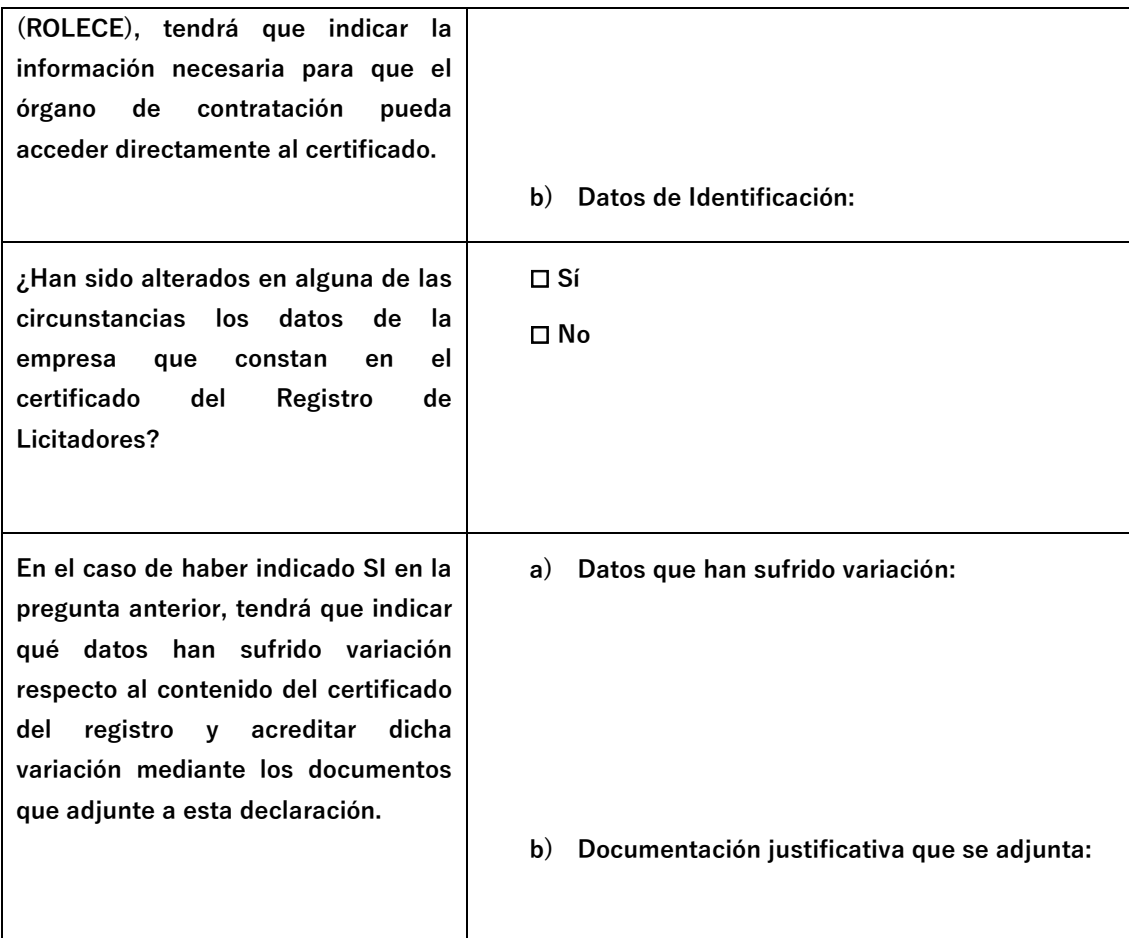 (ROLECE), tendrá que indicar la
información necesaria para que el
órgano de contratación pueda
acceder directamente al certificado.
b) Datos de Identificación:
¿Han sido alterados en alguna de las
circunstancias los datos de la
empresa que constan en el
certificado del Registro de
Licitadores?
☐ Sí
☐ No
En el caso de haber indicado SI en la
pregunta anterior, tendrá que indicar
qué datos han sufrido variación
respecto al contenido del certificado
del registro y acreditar dicha
variación mediante los documentos
que adjunte a esta declaración.
a) Datos que han sufrido variación:
b) Documentación justificativa que se adjunta: